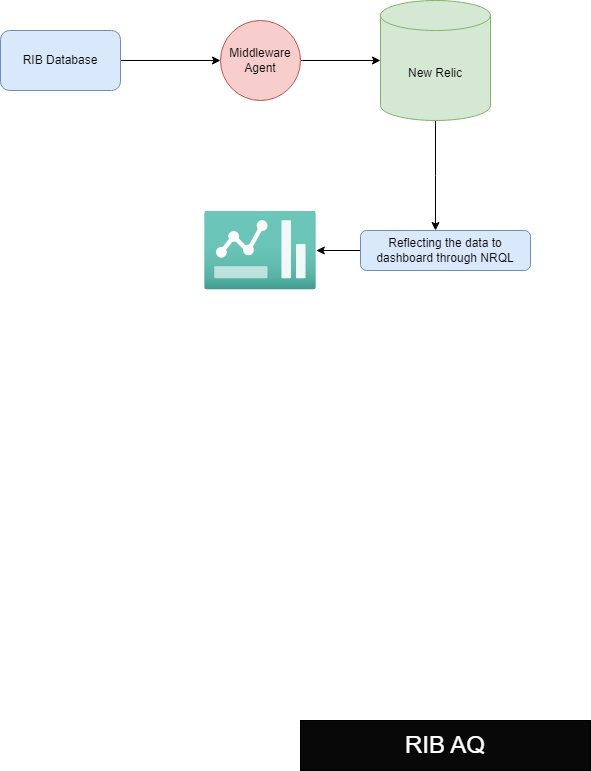 RIB Database
Middleware
Agent
New Relic
Reflecting the data to
dashboard through NRQL
RIB AQ